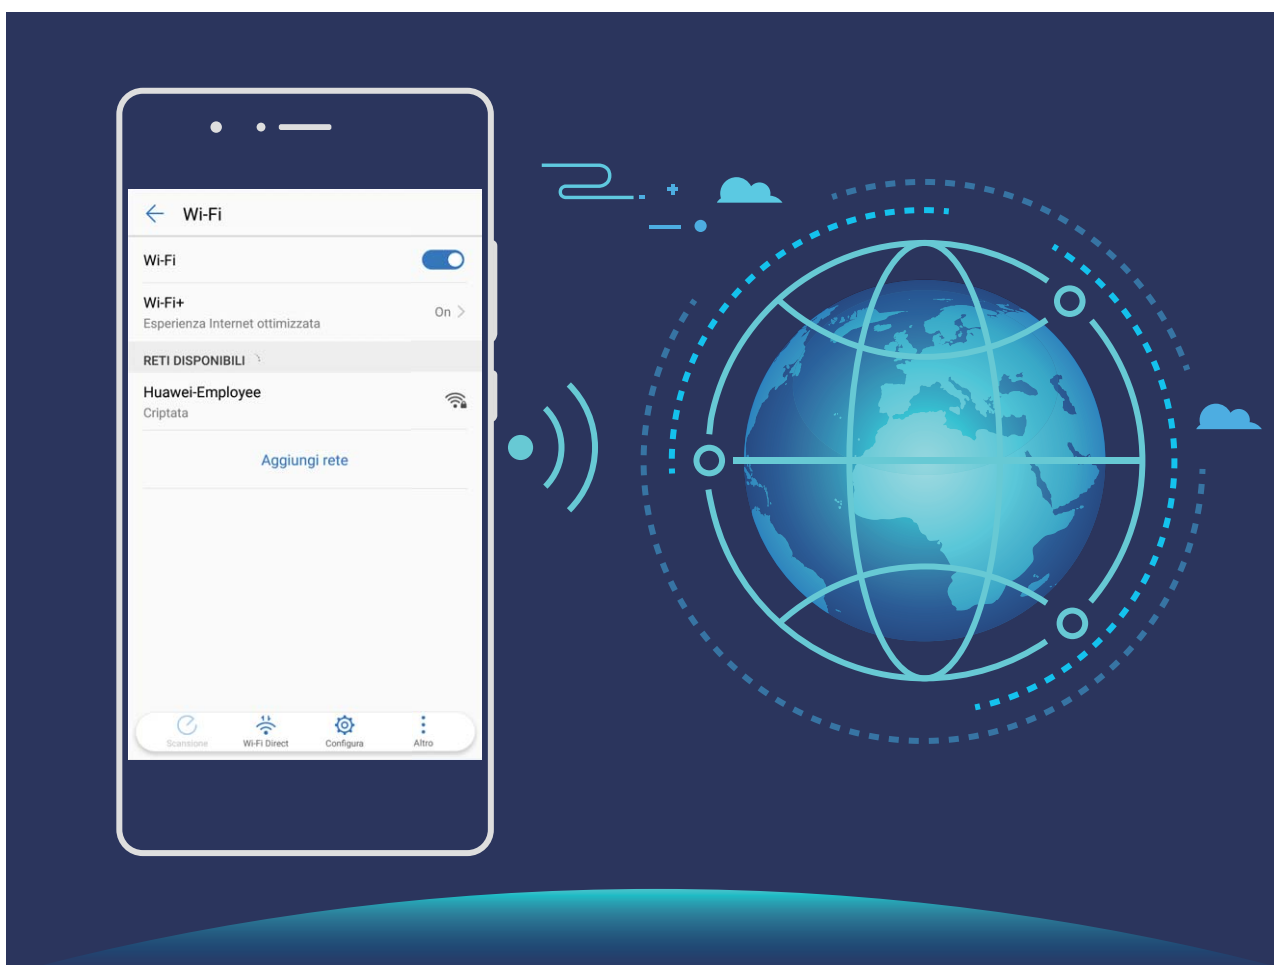 Wi-Fi
Wi-Fi
Wi-Fi+
Esperienza Internet ottimizzata
On
RETI DISPONIBILI
Huawei-Employee
Criptata
Aggiungi rete
Scansione Wi-Fi Direct Configura Altro